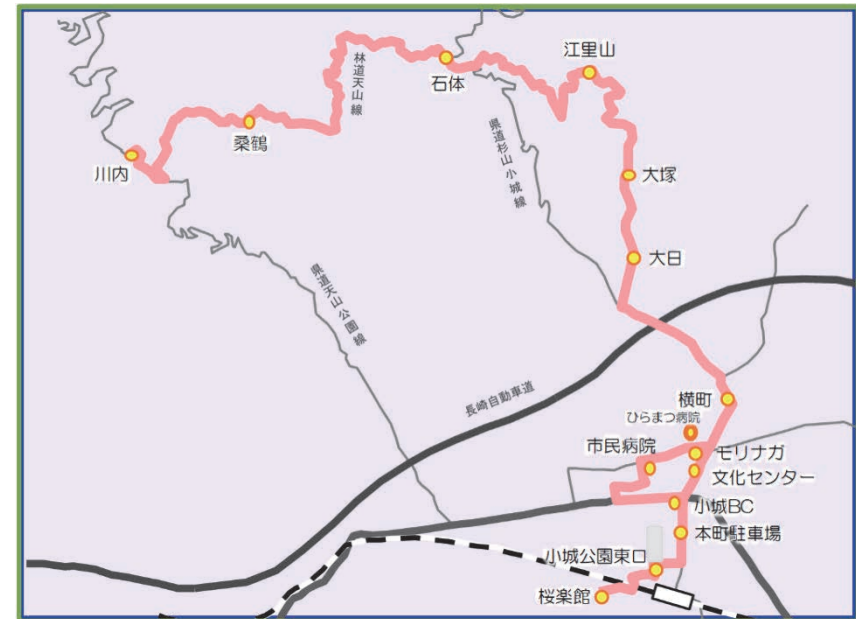 江里山
石体
林道天山線
桑鶴
川内
県道杉山小城線
大塚
大日
県道天山公園線
長崎自動車道
横町
ひらまつ病院
市民病院
モリナガ
文化センター
小城BC
本町駐車場
小城公園東口
桜楽館